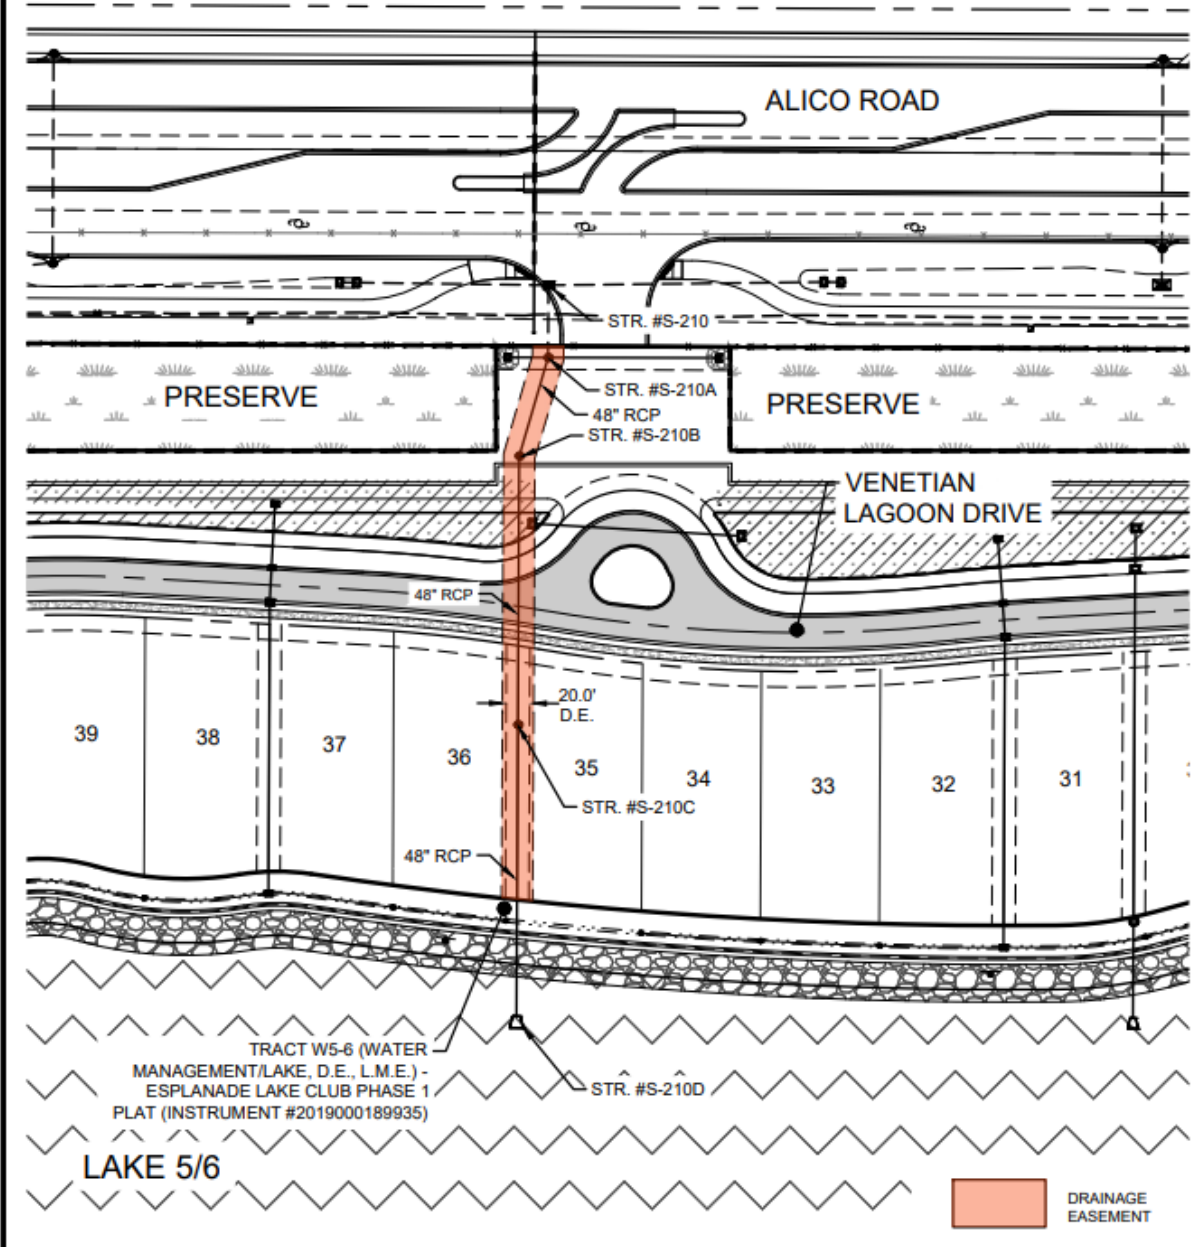 ALICO ROAD
STR. #S-210
PRESERVE
STR. #S-210A
48" RCP
STR. #S-210B
PRESERVE
VENETIAN
LAGOON DRIVE
48" RCP
20.0'
D.E.
39
38
37
36
35
34
33
32
31
STR. #S-210C
48" RCP
TRACT W5-6 (WATER
MANAGEMENT/LAKE, D.E., L.M.E.) -
ESPLANADE LAKE CLUB PHASE 1
PLAT (INSTRUMENT #2019000189935)
STR. #S-210D
LAKE 5/6
DRAINAGE
EASEMENT